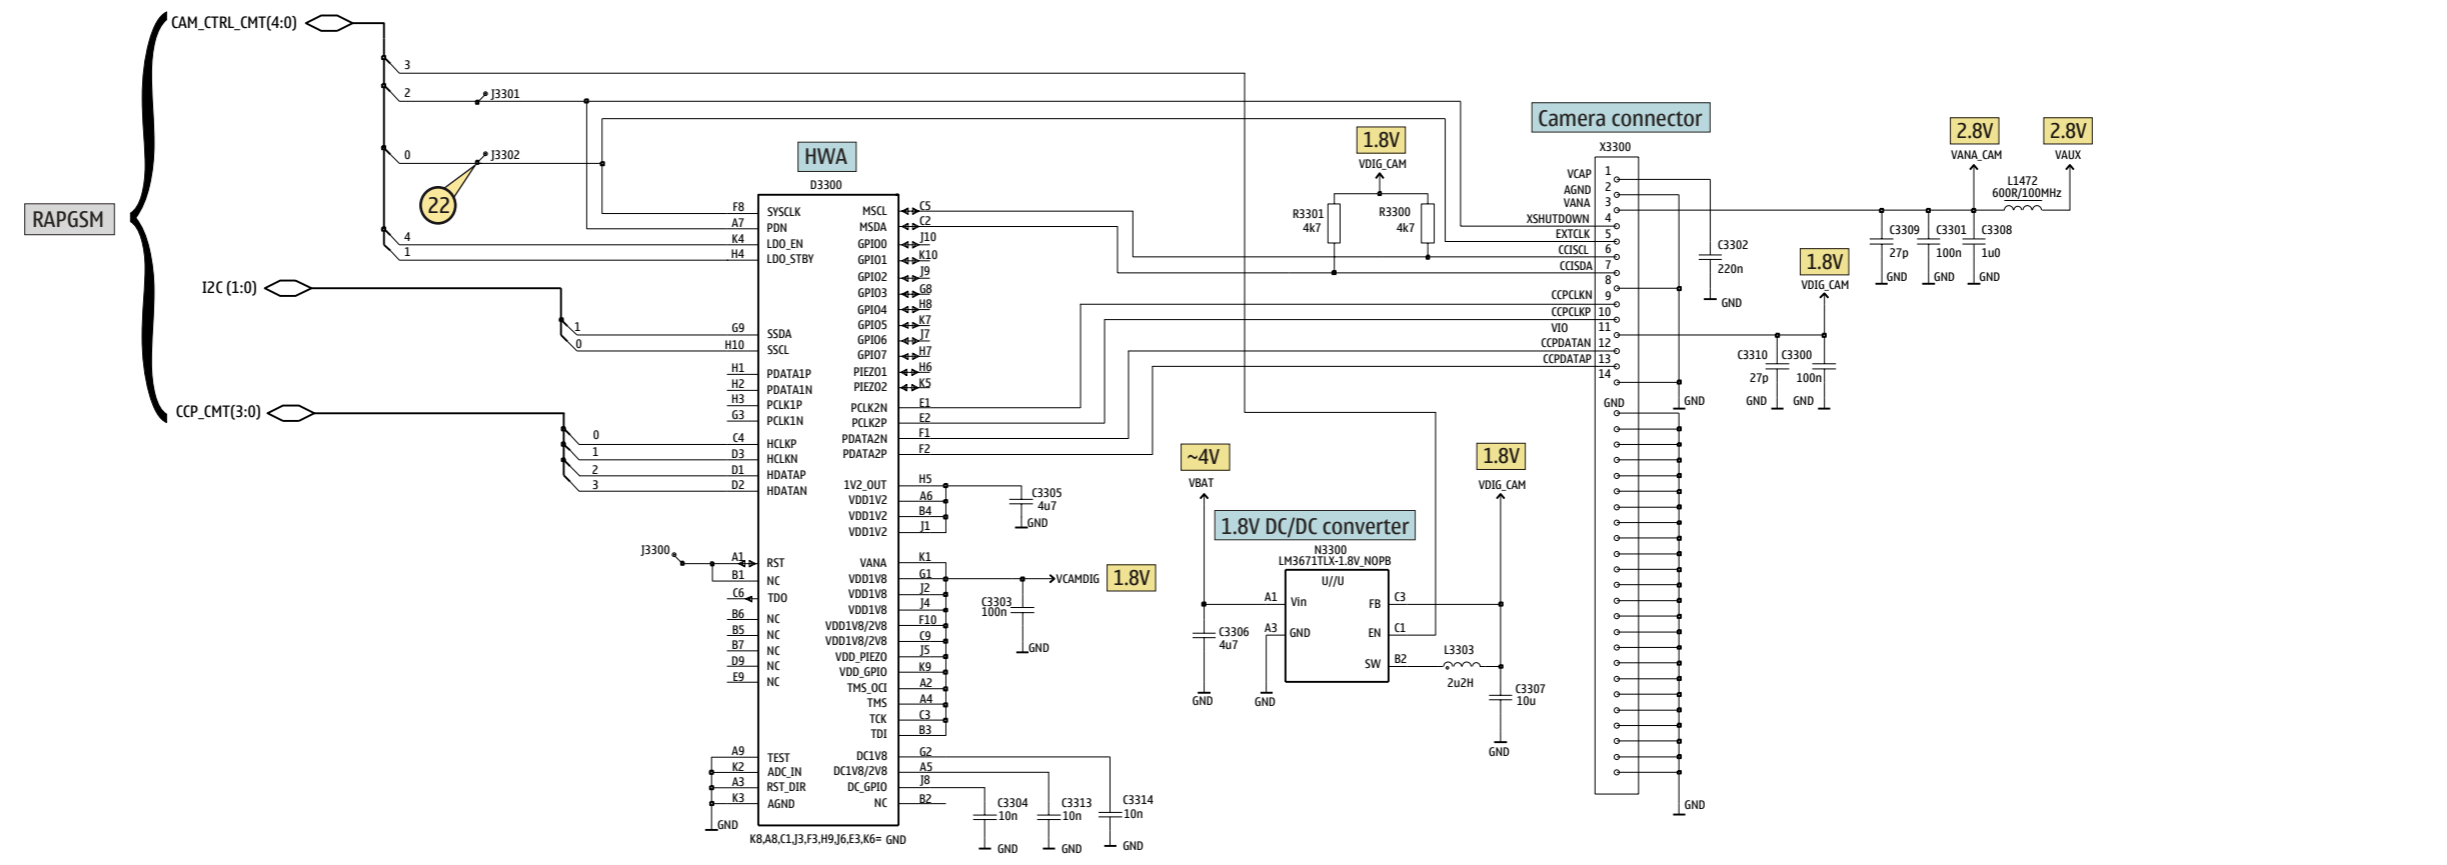 CAM_CTRL_CMT(4:0)
3
2
J3301
0
J3302
22
4
1
RAPGSM
I2C (1:0)
1
0
CCP_CMT(3:0)
0
1
2
3
HWA
D3300
F8 SYSCLK
A7 PDN
K4 LDO_EN
H4 LDO_STBY
G9 SSDA
H10 SSCL
H1 PDATA1P
H2 PDATA1N
H3 PCLK1P
G3 PCLK1N
C4 HCLKP
D3 HCLKN
D1 HDATAP
D2 HDATAN
J3300
A1 RST
B1 NC
C6 TDO
B6 NC
B5 NC
B7 NC
D9 NC
E9 NC
A9 TEST
K2 ADC_IN
A3 RST_DIR
K3 AGND
GND
MSCL C5
MSDA C2
GPIO0 J10
GPIO1 K10
GPIO2 J9
GPIO3 G8
GPIO4 H8
GPIO5 K7
GPIO6 J7
GPIO7 H7
PIEZO1 H6
PIEZO2 K5
PCLK2N E1
PCLK2P E2
PDATA2N F1
PDATA2P F2
1V2_OUT H5
VDD1V2 A6
VDD1V2 B4
VDD1V2 J1
C3305
4u7
GND
VANA K1
VDD1V8 G1
VDD1V8 J2
VDD1V8 J4
VDD1V8/2V8 F10
VDD1V8/2V8 C9
VDD_PIEZO J5
VDD_GPIO K9
TMS_OCI A2
TMS A4
TCK C3
TDI B3
VCAMDIG 1.8V
C3303
100n
GND
DC1V8 G2
DC1V8/2V8 A5
DC_GPIO J8
NC B2
C3304
10n
GND
C3313
10n
GND
C3314
10n
GND
K8,A8,C1,J3,F3,H9,J6,E3,K6= GND
1.8V
VDIG_CAM
R3301
4k7
R3300
4k7
~4V
VBAT
1.8V
VDIG_CAM
1.8V DC/DC converter
N3300
LM3671TLX-1.8V_NOPB
U//U
A1 Vin
A3 GND
FB C3
EN C1
SW B2
C3306
4u7
GND
GND
L3303
2u2H
C3307
10u
GND
Camera connector
X3300
VCAP 1
AGND 2
VANA 3
XSHUTDOWN 4
EXTCLK 5
CCISCL 6
CCISDA 7
8
CCPCLKN 9
CCPCLKP 10
VIO 11
CCPDATAN 12
CCPDATAP 13
14
GND
GND
GND
C3302
220n
GND
2.8V
VANA_CAM
2.8V
VAUX
L1472
600R/100MHz
C3309
27p
GND
C3301
100n
GND
C3308
1u0
GND
1.8V
VDIG_CAM
C3310
27p
GND
C3300
100n
GND